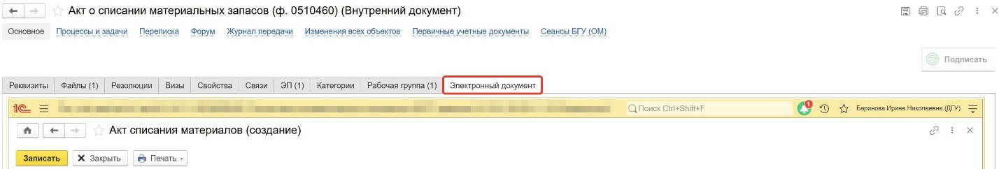 Акт о списании материальных запасов (ф. 0510460) (Внутренний документ)
Основное Процессы и задачи Переписка Форум Журнал передачи Изменения всех объектов Первичные учетные документы Сеансы БГУ (ОМ)
Подписать
Реквизиты Файлы (1) Резолюции Визы Свойства Связи ЭП (1) Категории Рабочая группа (1) Электронный документ
1С Поиск Ctrl+Shift+F 1 Баринова Ирина Николаевна (ДГУ)
Акт списания материалов (создание)
Записать Закрыть Печать